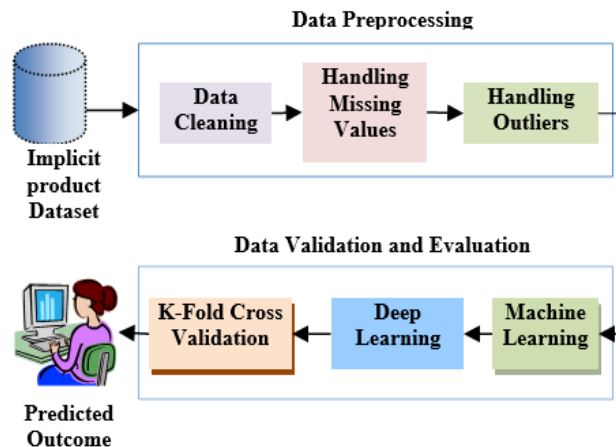 Data Preprocessing
Data
Cleaning
Handling
Missing
Values
Handling
Outliers
Implicit
product
Dataset
Data Validation and Evaluation
K-Fold Cross
Validation
Deep
Learning
Machine
Learning
Predicted
Outcome